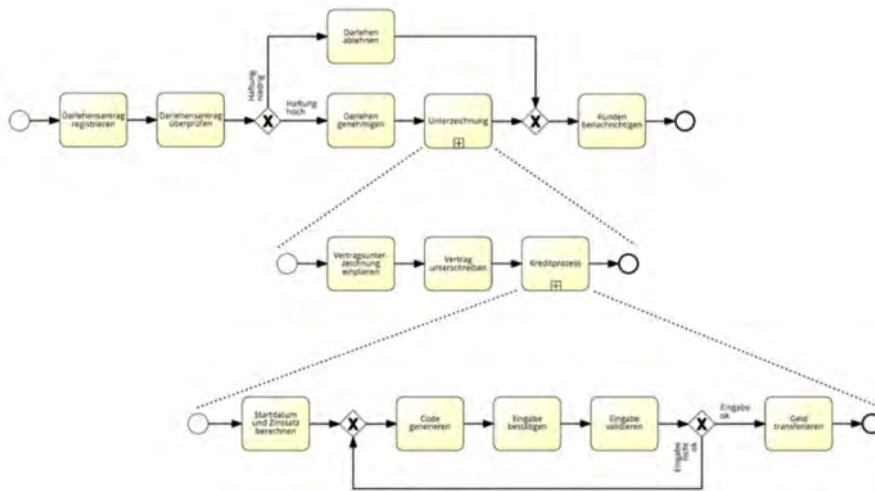 Darlehen
ablehnen
Haftung
niedrig
Haftung
hoch
Darlehensantrag
registrieren
Darlehensantrag
überprüfen
Darlehen
genehmigen
Unterzeichnung
Kunden
benachrichtigen
Vertragsunter-
zeichnung
einplanen
Vertrag
unterschreiben
Kreditprozess
Startdatum
und Zinssatz
berechnen
Code
generieren
Eingabe
bestätigen
Eingabe
validieren
Eingabe
ok
Eingabe
nicht
ok
Geld
transferieren